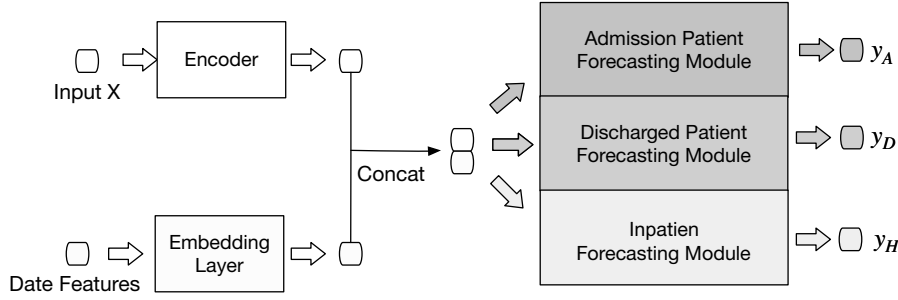 Input X
Encoder
Date Features
Embedding
Layer
Concat
Admission Patient
Forecasting Module
y_A
Discharged Patient
Forecasting Module
y_D
Inpatien
Forecasting Module
y_H